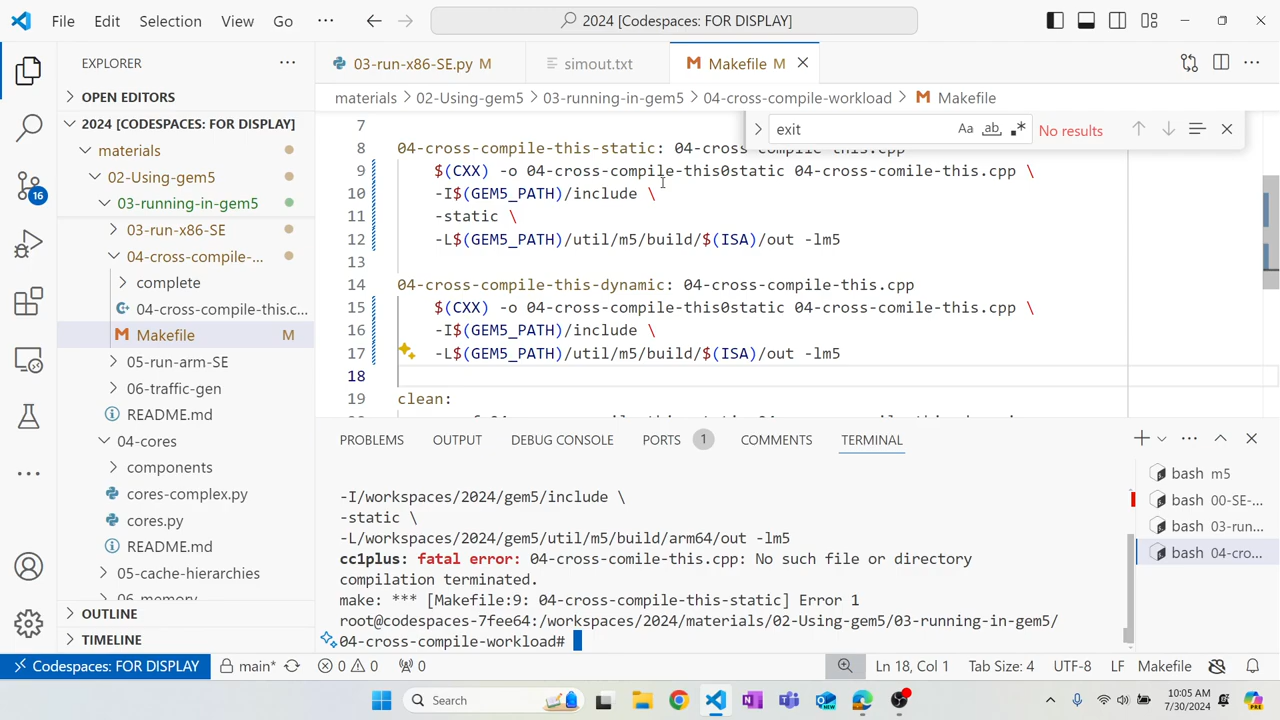 File Edit Selection View Go ··· 2024 [Codespaces: FOR DISPLAY]
EXPLORER
OPEN EDITORS
2024 [CODESPACES: FOR DISPLAY]
materials
02-Using-gem5
03-running-in-gem5
03-run-x86-SE
04-cross-compile-...
complete
04-cross-compile-this.c...
Makefile M
05-run-arm-SE
06-traffic-gen
README.md
04-cores
components
cores-complex.py
cores.py
README.md
05-cache-hierarchies
OUTLINE
TIMELINE
16
03-run-x86-SE.py M simout.txt Makefile M
materials > 02-Using-gem5 > 03-running-in-gem5 > 04-cross-compile-workload > Makefile
exit Aa ab No results
7
8 04-cross-compile-this-static: 04-cross-compile-this.cpp
9 $(CXX) -o 04-cross-compile-this0static 04-cross-comile-this.cpp \
10 -I$(GEM5_PATH)/include \
11 -static \
12 -L$(GEM5_PATH)/util/m5/build/$(ISA)/out -lm5
13
14 04-cross-compile-this-dynamic: 04-cross-compile-this.cpp
15 $(CXX) -o 04-cross-compile-this0static 04-cross-compile-this.cpp \
16 -I$(GEM5_PATH)/include \
17 -L$(GEM5_PATH)/util/m5/build/$(ISA)/out -lm5
18
19 clean:
PROBLEMS OUTPUT DEBUG CONSOLE PORTS 1 COMMENTS TERMINAL
-I/workspaces/2024/gem5/include \
-static \
-L/workspaces/2024/gem5/util/m5/build/arm64/out -lm5
cc1plus: fatal error: 04-cross-comile-this.cpp: No such file or directory
compilation terminated.
make: *** [Makefile:9: 04-cross-compile-this-static] Error 1
root@codespaces-7fee64:/workspaces/2024/materials/02-Using-gem5/03-running-in-gem5/
04-cross-compile-workload#
bash m5
bash 00-SE-...
bash 03-run...
bash 04-cro...
Codespaces: FOR DISPLAY main* 0 0 0 Ln 18, Col 1 Tab Size: 4 UTF-8 LF Makefile
Search
10:05 AM
7/30/2024